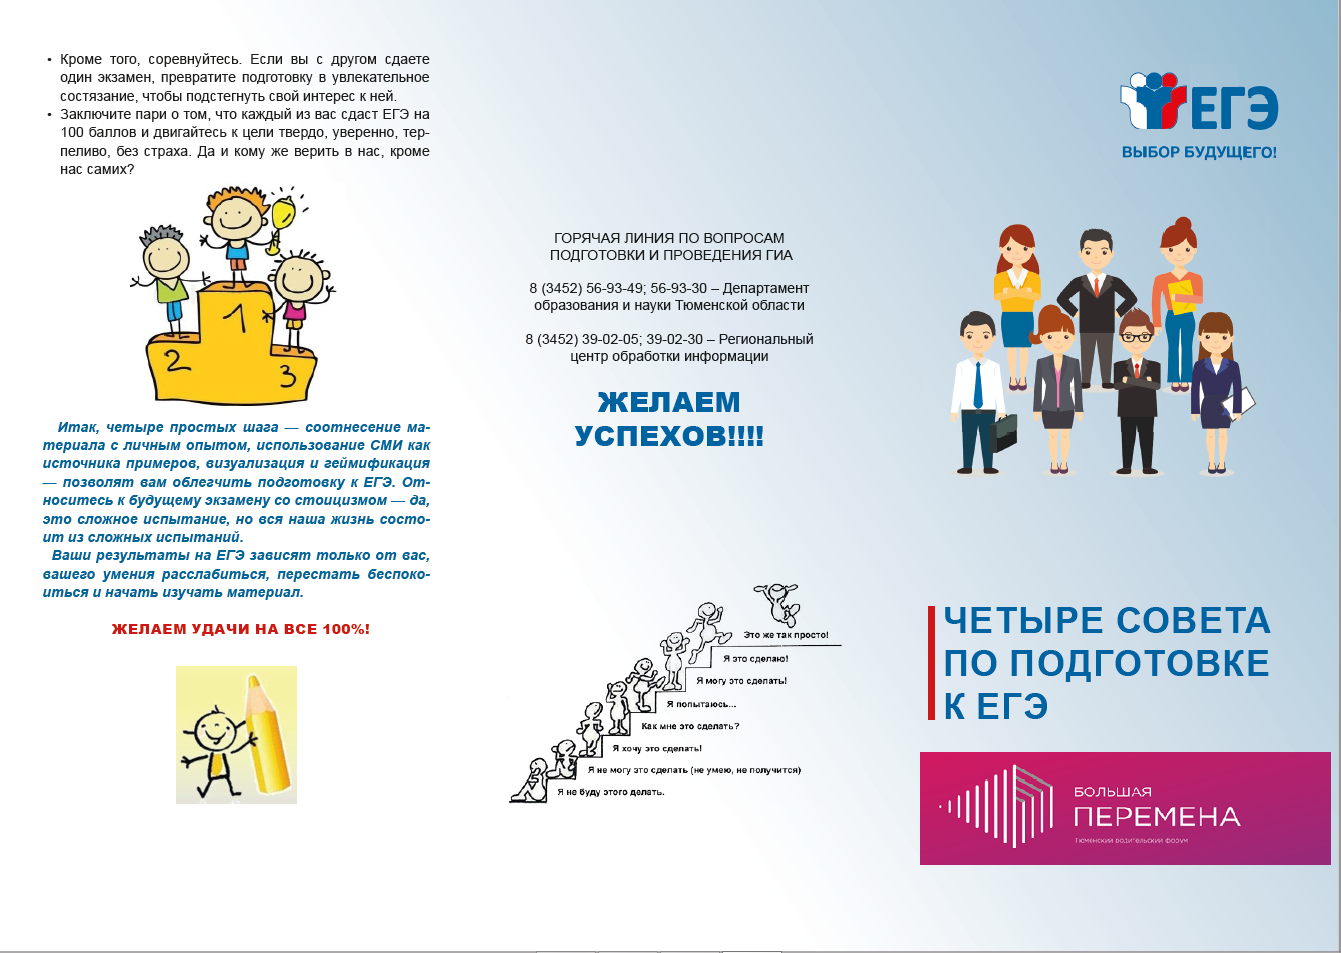 • Кроме того, соревнуйтесь. Если вы с другом сдаете
один экзамен, превратите подготовку в увлекательное
состязание, чтобы подстегнуть свой интерес к ней.
• Заключите пари о том, что каждый из вас сдаст ЕГЭ на
100 баллов и двигайтесь к цели твердо, уверенно, тер-
пеливо, без страха. Да и кому же верить в нас, кроме
нас самих?
1
2
3
Итак, четыре простых шага — соотнесение ма-
териала с личным опытом, использование СМИ как
источника примеров, визуализация и геймификация
— позволят вам облегчить подготовку к ЕГЭ. От-
носитесь к будущему экзамену со стоицизмом — да,
это сложное испытание, но вся наша жизнь состо-
ит из сложных испытаний.
Ваши результаты на ЕГЭ зависят только от вас,
вашего умения расслабиться, перестать беспоко-
иться и начать изучать материал.
ЖЕЛАЕМ УДАЧИ НА ВСЕ 100%!
ГОРЯЧАЯ ЛИНИЯ ПО ВОПРОСАМ
ПОДГОТОВКИ И ПРОВЕДЕНИЯ ГИА
8 (3452) 56-93-49; 56-93-30 – Департамент
образования и науки Тюменской области
8 (3452) 39-02-05; 39-02-30 – Региональный
центр обработки информации
ЖЕЛАЕМ
УСПЕХОВ!!!!
Это же так просто!
Я это сделаю!
Я могу это сделать!
Я попытаюсь...
Как мне это сделать?
Я хочу это сделать!
Я не могу это сделать (не умею, не получится)
Я не буду этого делать.
ЕГЭ
ВЫБОР БУДУЩЕГО!
ЧЕТЫРЕ СОВЕТА
ПО ПОДГОТОВКЕ
К ЕГЭ
БОЛЬШАЯ
ПЕРЕМЕНА
Тюменский родительский форум